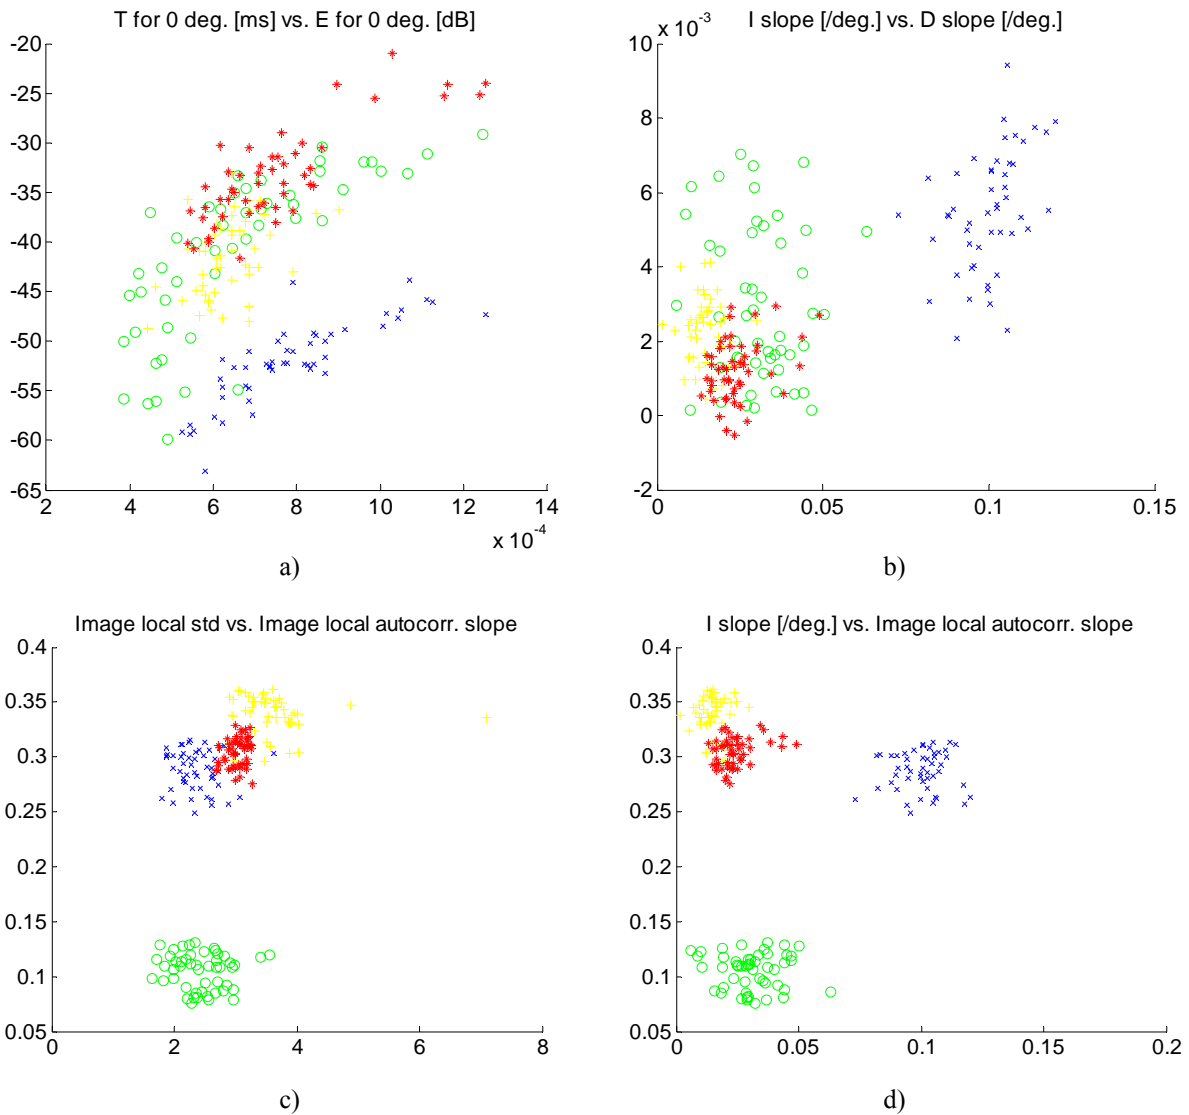 T for 0 deg. [ms] vs. E for 0 deg. [dB]
-20
-25
-30
-35
-40
-45
-50
-55
-60
-65
2 4 6 8 10 12 14
x 10^-4
a)
x 10^-3 I slope [/deg.] vs. D slope [/deg.]
10
8
6
4
2
0
-2
0 0.05 0.1 0.15
b)
Image local std vs. Image local autocorr. slope
0.4
0.35
0.3
0.25
0.2
0.15
0.1
0.05
0 2 4 6 8
c)
I slope [/deg.] vs. Image local autocorr. slope
0.4
0.35
0.3
0.25
0.2
0.15
0.1
0.05
0 0.05 0.1 0.15 0.2
d)